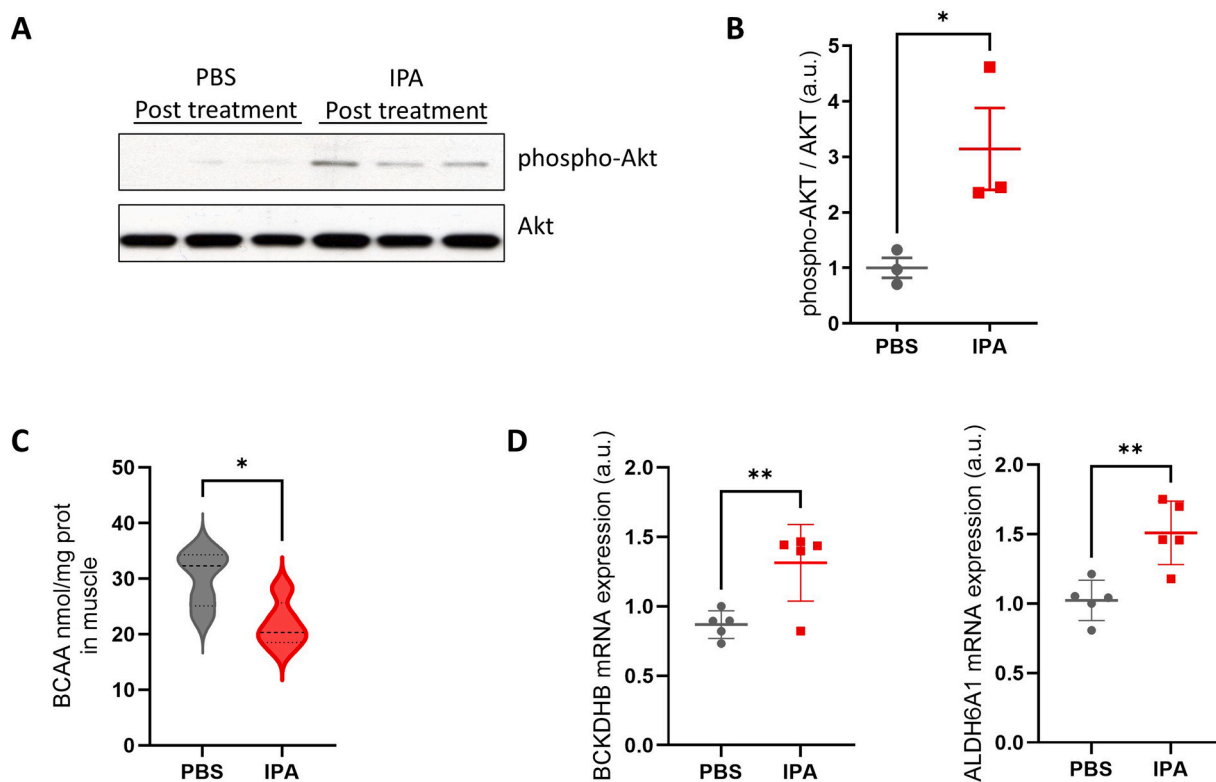 A
PBS
Post treatment
IPA
Post treatment
phospho-Akt
Akt
B
*
phospho-AKT / AKT (a.u.)
5
4
3
2
1
0
PBS
IPA
C
*
BCAA nmol/mg prot
in muscle
50
40
30
20
10
0
PBS
IPA
D
**
BCKDHB mRNA expression (a.u.)
2.0
1.5
1.0
0.5
0.0
PBS
IPA
**
ALDH6A1 mRNA expression (a.u.)
2.0
1.5
1.0
0.5
0.0
PBS
IPA